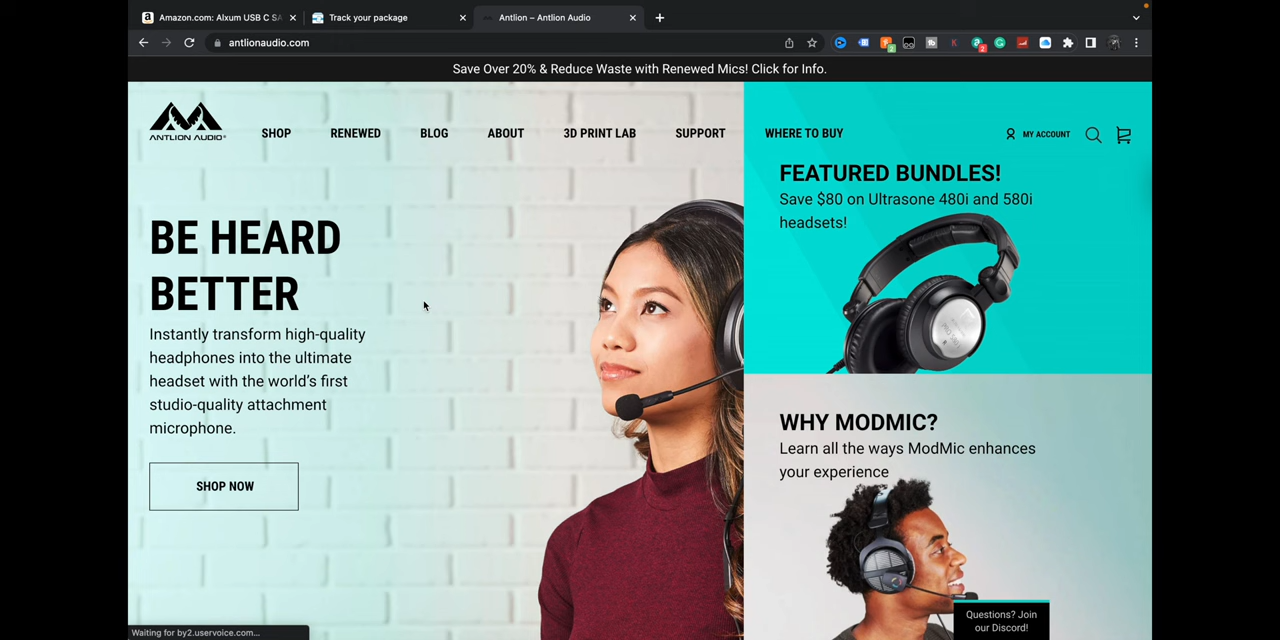 Amazon.com: Alxum USB C SA
Track your package
Antlion – Antlion Audio
antlionaudio.com
Save Over 20% & Reduce Waste with Renewed Mics! Click for Info.
ANTLION AUDIO
SHOP
RENEWED
BLOG
ABOUT
3D PRINT LAB
SUPPORT
WHERE TO BUY
MY ACCOUNT
BE HEARD
BETTER
Instantly transform high-quality
headphones into the ultimate
headset with the world's first
studio-quality attachment
microphone.
SHOP NOW
FEATURED BUNDLES!
Save $80 on Ultrasone 480i and 580i
headsets!
WHY MODMIC?
Learn all the ways ModMic enhances
your experience
Questions? Join
our Discord!
Waiting for by2.uservoice.com...